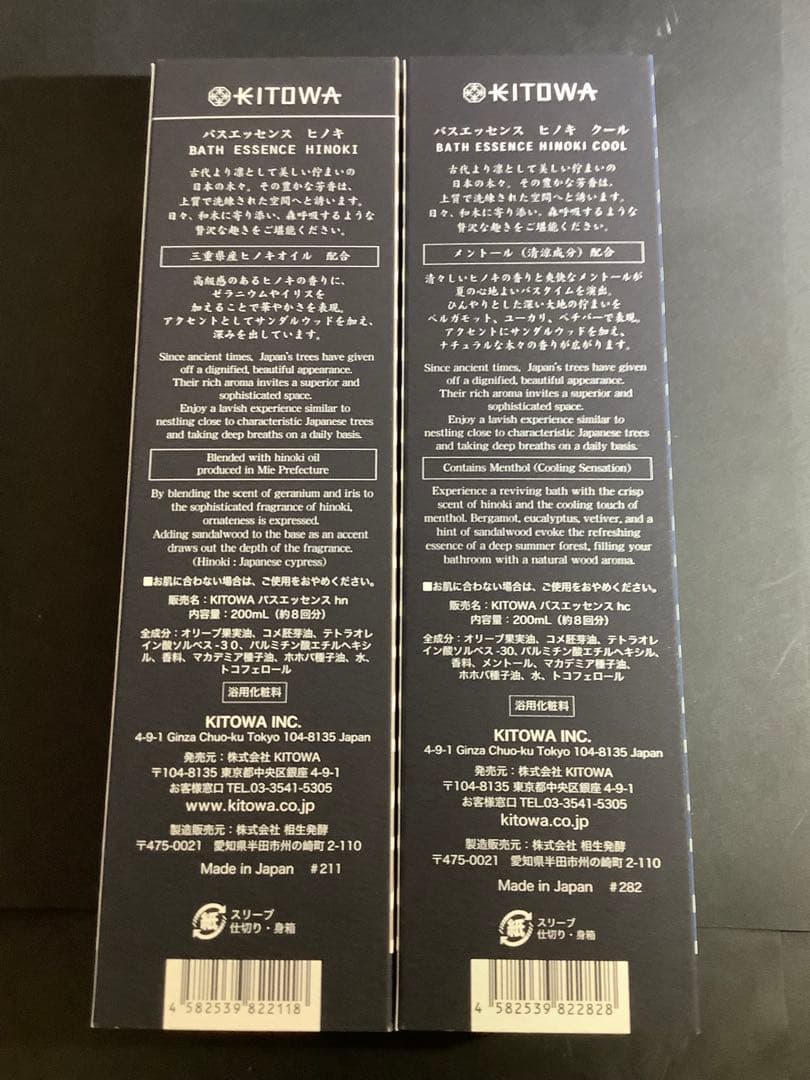 KITOWA
バスエッセンス ヒノキ
BATH ESSENCE HINOKI
古代より凛として美しい佇まいの
日本の木々。その豊かな芳香は、
上質で洗練された空間へと誘います。
日々、和木に寄り添い、森呼吸するような
贅沢な趣きをご堪能ください。
三重県産ヒノキオイル 配合
高級感のあるヒノキの香りに、
ゼラニウムやイリスを
加えることで華やかさを表現。
アクセントとしてサンダルウッドを加え、
深みを出しています。
Since ancient times, Japan's trees have given
off a dignified, beautiful appearance.
Their rich aroma invites a superior and
sophisticated space.
Enjoy a lavish experience similar to
nestling close to characteristic Japanese trees
and taking deep breaths on a daily basis.
Blended with hinoki oil
produced in Mie Prefecture
By blending the scent of geranium and iris to
the sophisticated fragrance of hinoki,
ornateness is expressed.
Adding sandalwood to the base as an accent
draws out the depth of the fragrance.
(Hinoki : Japanese cypress)
■お肌に合わない場合は、ご使用をおやめください。
販売名：KITOWA バスエッセンス hn
内容量：200mL（約8回分）
全成分：オリーブ果実油、コメ胚芽油、テトラオレ
イン酸ソルベス-30、パルミチン酸エチルヘキシ
ル、香料、マカデミア種子油、ホホバ種子油、水、
トコフェロール
浴用化粧料
KITOWA INC.
4-9-1 Ginza Chuo-ku Tokyo 104-8135 Japan
発売元：株式会社 KITOWA
〒104-8135 東京都中央区銀座 4-9-1
お客様窓口 TEL.03-3541-5305
www.kitowa.co.jp
製造販売元：株式会社 相生発酵
〒475-0021 愛知県半田市州の崎町 2-110
Made in Japan #211
紙
スリーブ
仕切り・身箱
4 582539 822118
KITOWA
バスエッセンス ヒノキ クール
BATH ESSENCE HINOKI COOL
古代より凛として美しい佇まいの
日本の木々。その豊かな芳香は、
上質で洗練された空間へと誘います。
日々、和木に寄り添い、森呼吸するような
贅沢な趣きをご堪能ください。
メントール（清涼成分）配合
清々しいヒノキの香りと爽快なメントールが
夏の心地よいバスタイムを演出。
ひんやりとした深い大地の佇まいを
ベルガモット、ユーカリ、ベチバーで表現。
アクセントにサンダルウッドを加え、
ナチュラルな木々の香りが広がります。
Since ancient times, Japan's trees have given
off a dignified, beautiful appearance.
Their rich aroma invites a superior and
sophisticated space.
Enjoy a lavish experience similar to
nestling close to characteristic Japanese trees
and taking deep breaths on a daily basis.
Contains Menthol (Cooling Sensation)
Experience a reviving bath with the crisp
scent of hinoki and the cooling touch of
menthol. Bergamot, eucalyptus, vetiver, and a
hint of sandalwood evoke the refreshing
essence of a deep summer forest, filling your
bathroom with a natural wood aroma.
■お肌に合わない場合は、ご使用をおやめください。
販売名：KITOWA バスエッセンス hc
内容量：200mL（約8回分）
全成分：オリーブ果実油、コメ胚芽油、テトラオレ
イン酸ソルベス-30、パルミチン酸エチルヘキシル、
香料、メントール、マカデミア種子油、
ホホバ種子油、水、トコフェロール
浴用化粧料
KITOWA INC.
4-9-1 Ginza Chuo-ku Tokyo 104-8135 Japan
発売元：株式会社 KITOWA
〒104-8135 東京都中央区銀座 4-9-1
お客様窓口 TEL.03-3541-5305
kitowa.co.jp
製造販売元：株式会社 相生発酵
〒475-0021 愛知県半田市州の崎町 2-110
Made in Japan #282
紙
スリーブ
仕切り・身箱
4 582539 822828